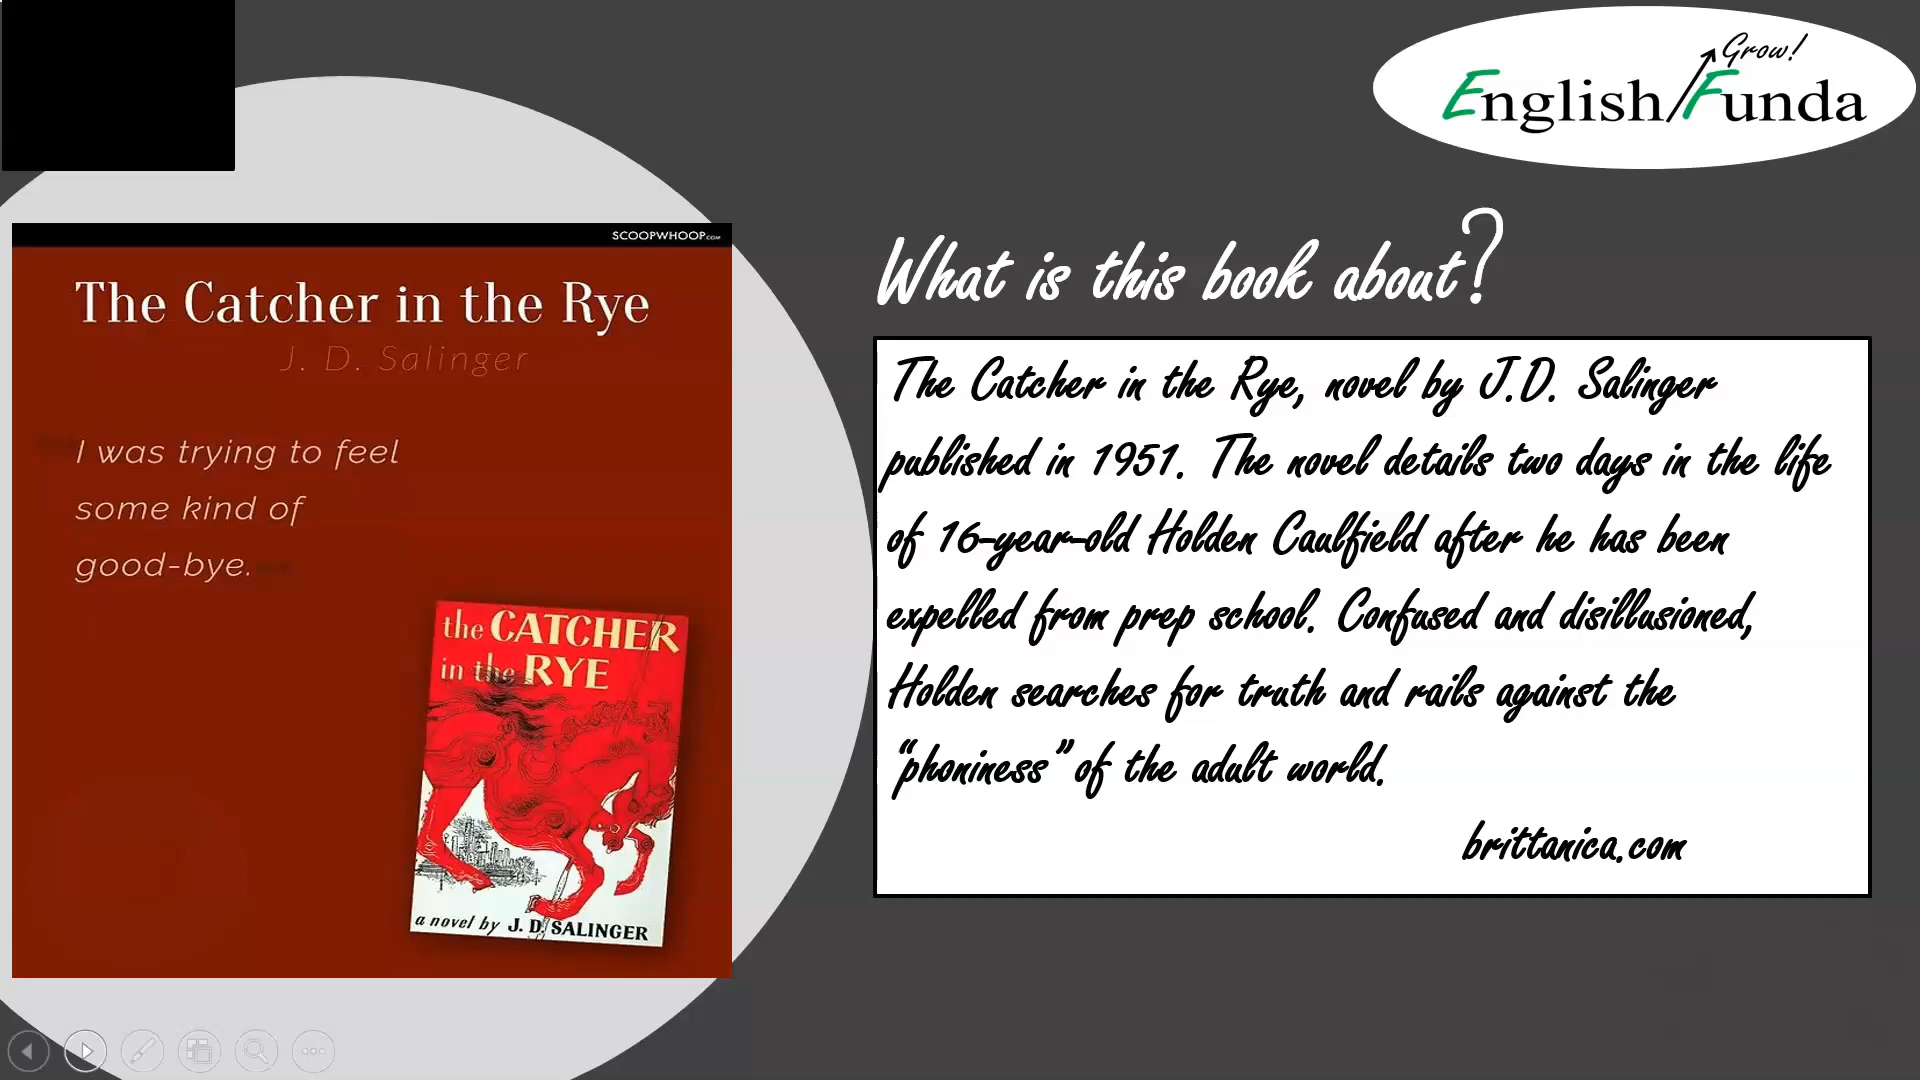 Grow!
English Funda
SCOOPWHOOP.COM
The Catcher in the Rye
J. D. Salinger
I was trying to feel
some kind of
good-bye.
the CATCHER
in the RYE
a novel by J. D. SALINGER
What is this book about?
The Catcher in the Rye, novel by J.D. Salinger
published in 1951. The novel details two days in the life
of 16-year-old Holden Caulfield after he has been
expelled from prep school. Confused and disillusioned,
Holden searches for truth and rails against the
“phoniness” of the adult world.
brittanica.com